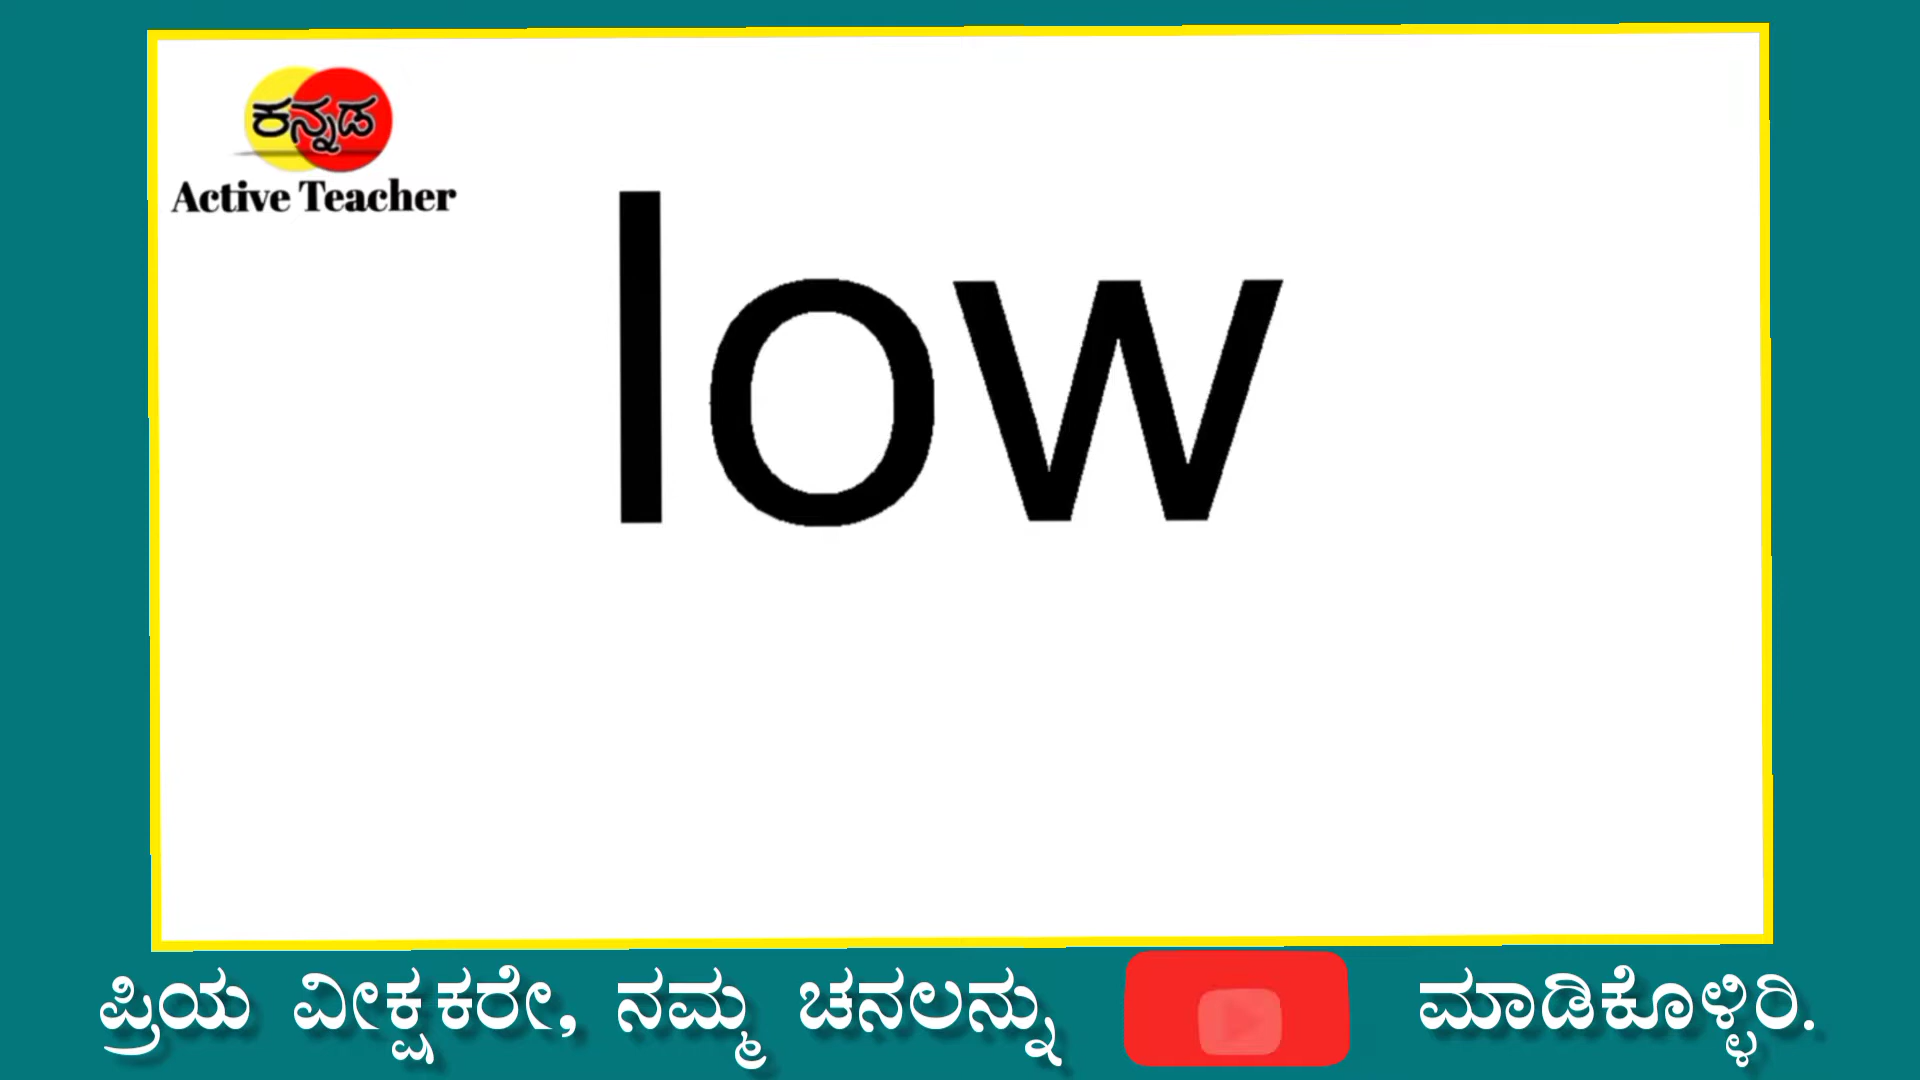 ಕನ್ನಡ
Active Teacher
low
ಪ್ರಿಯ ವೀಕ್ಷಕರೇ, ನಮ್ಮ ಚನಲನ್ನು ಮಾಡಿಕೊಳ್ಳಿರಿ.